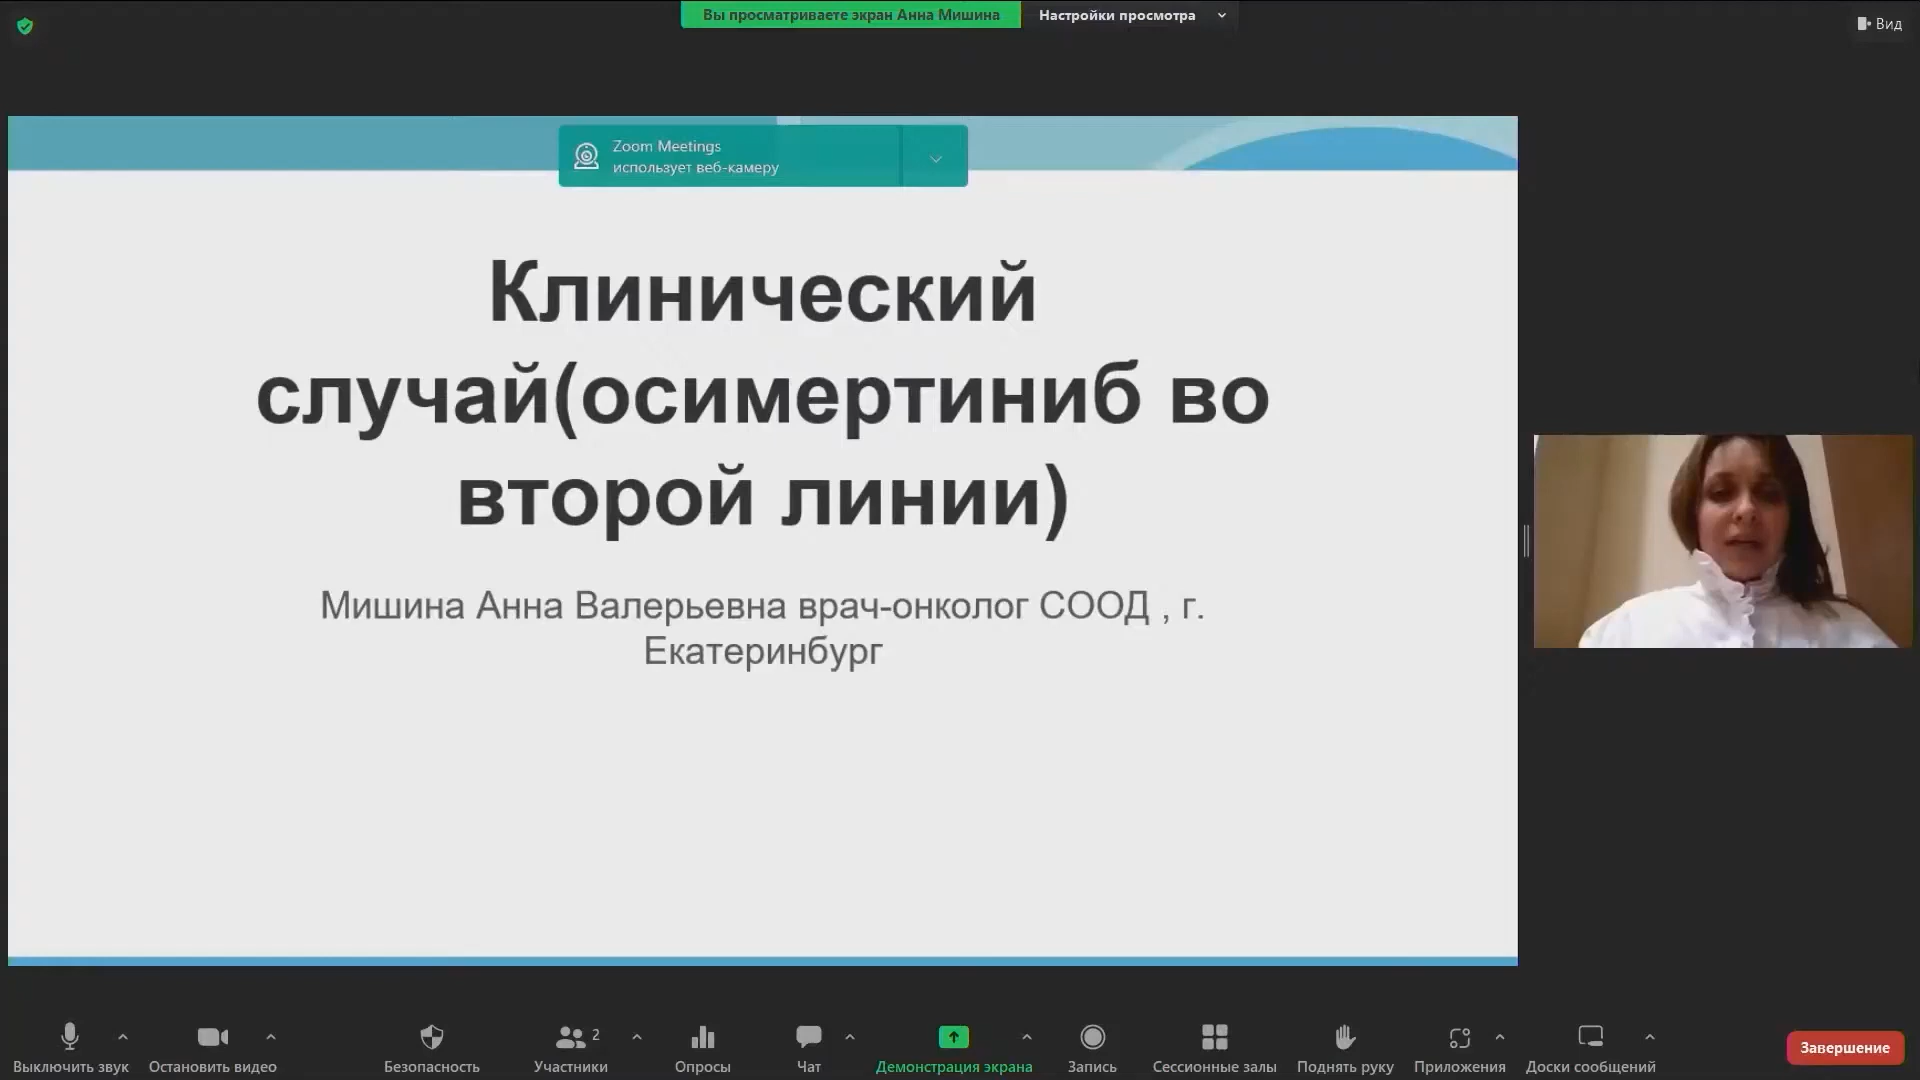 Вы просматриваете экран Анна Мишина
Настройки просмотра
Вид
Zoom Meetings
использует веб-камеру
Клинический
случай(осимертиниб во
второй линии)
Мишина Анна Валерьевна врач-онколог СООД , г.
Екатеринбург
2
Выключить звук
Остановить видео
Безопасность
Участники
Опросы
Чат
Демонстрация экрана
Запись
Сессионные залы
Поднять руку
Приложения
Доски сообщений
Завершение